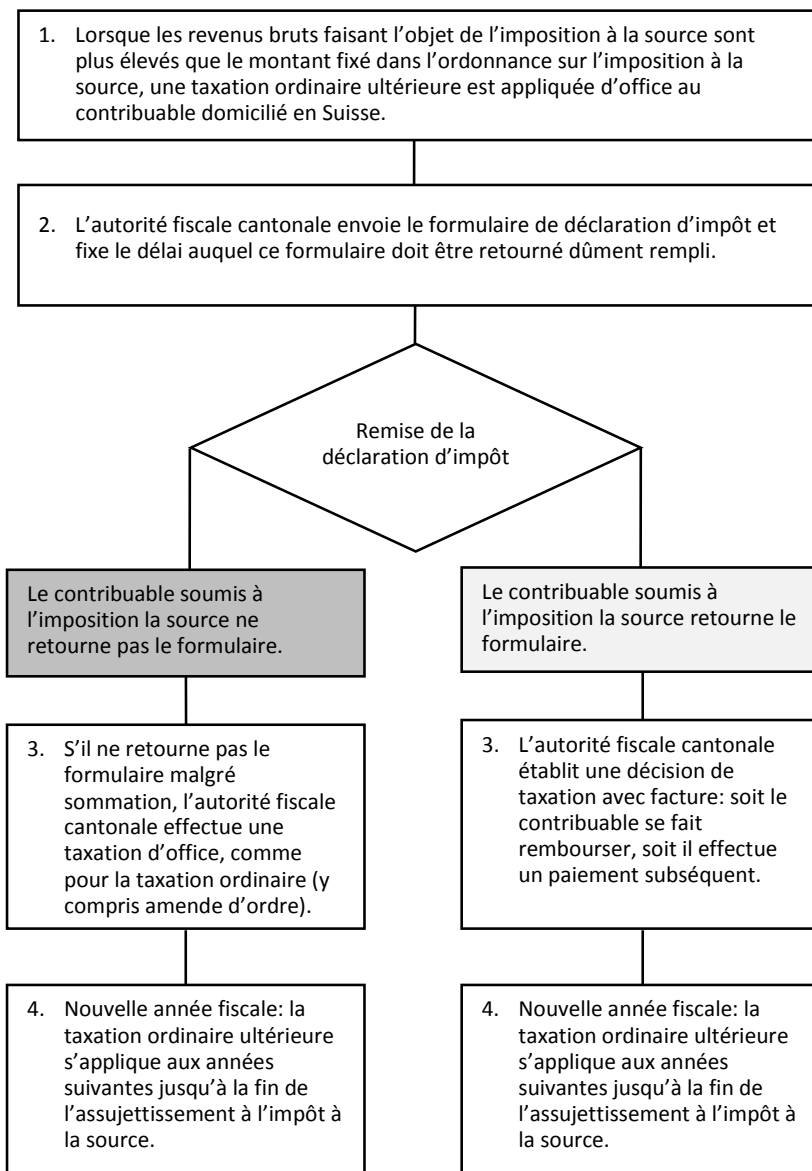 1. Lorsque les revenus bruts faisant l’objet de l’imposition à la source sont
plus élevés que le montant fixé dans l’ordonnance sur l’imposition à la
source, une taxation ordinaire ultérieure est appliquée d’office au
contribuable domicilié en Suisse.
2. L’autorité fiscale cantonale envoie le formulaire de déclaration d’impôt et
fixe le délai auquel ce formulaire doit être retourné dûment rempli.
Remise de la
déclaration d’impôt
Le contribuable soumis à
l’imposition la source ne
retourne pas le formulaire.
Le contribuable soumis à
l’imposition la source retourne le
formulaire.
3. S’il ne retourne pas le
formulaire malgré
sommation, l’autorité fiscale
cantonale effectue une
taxation d’office, comme
pour la taxation ordinaire (y
compris amende d’ordre).
3. L’autorité fiscale cantonale
établit une décision de
taxation avec facture: soit le
contribuable se fait
rembourser, soit il effectue
un paiement subséquent.
4. Nouvelle année fiscale: la
taxation ordinaire ultérieure
s’applique aux années
suivantes jusqu’à la fin de
l’assujettissement à l’impôt à
la source.
4. Nouvelle année fiscale: la
taxation ordinaire ultérieure
s’applique aux années
suivantes jusqu’à la fin de
l’assujettissement à l’impôt à
la source.